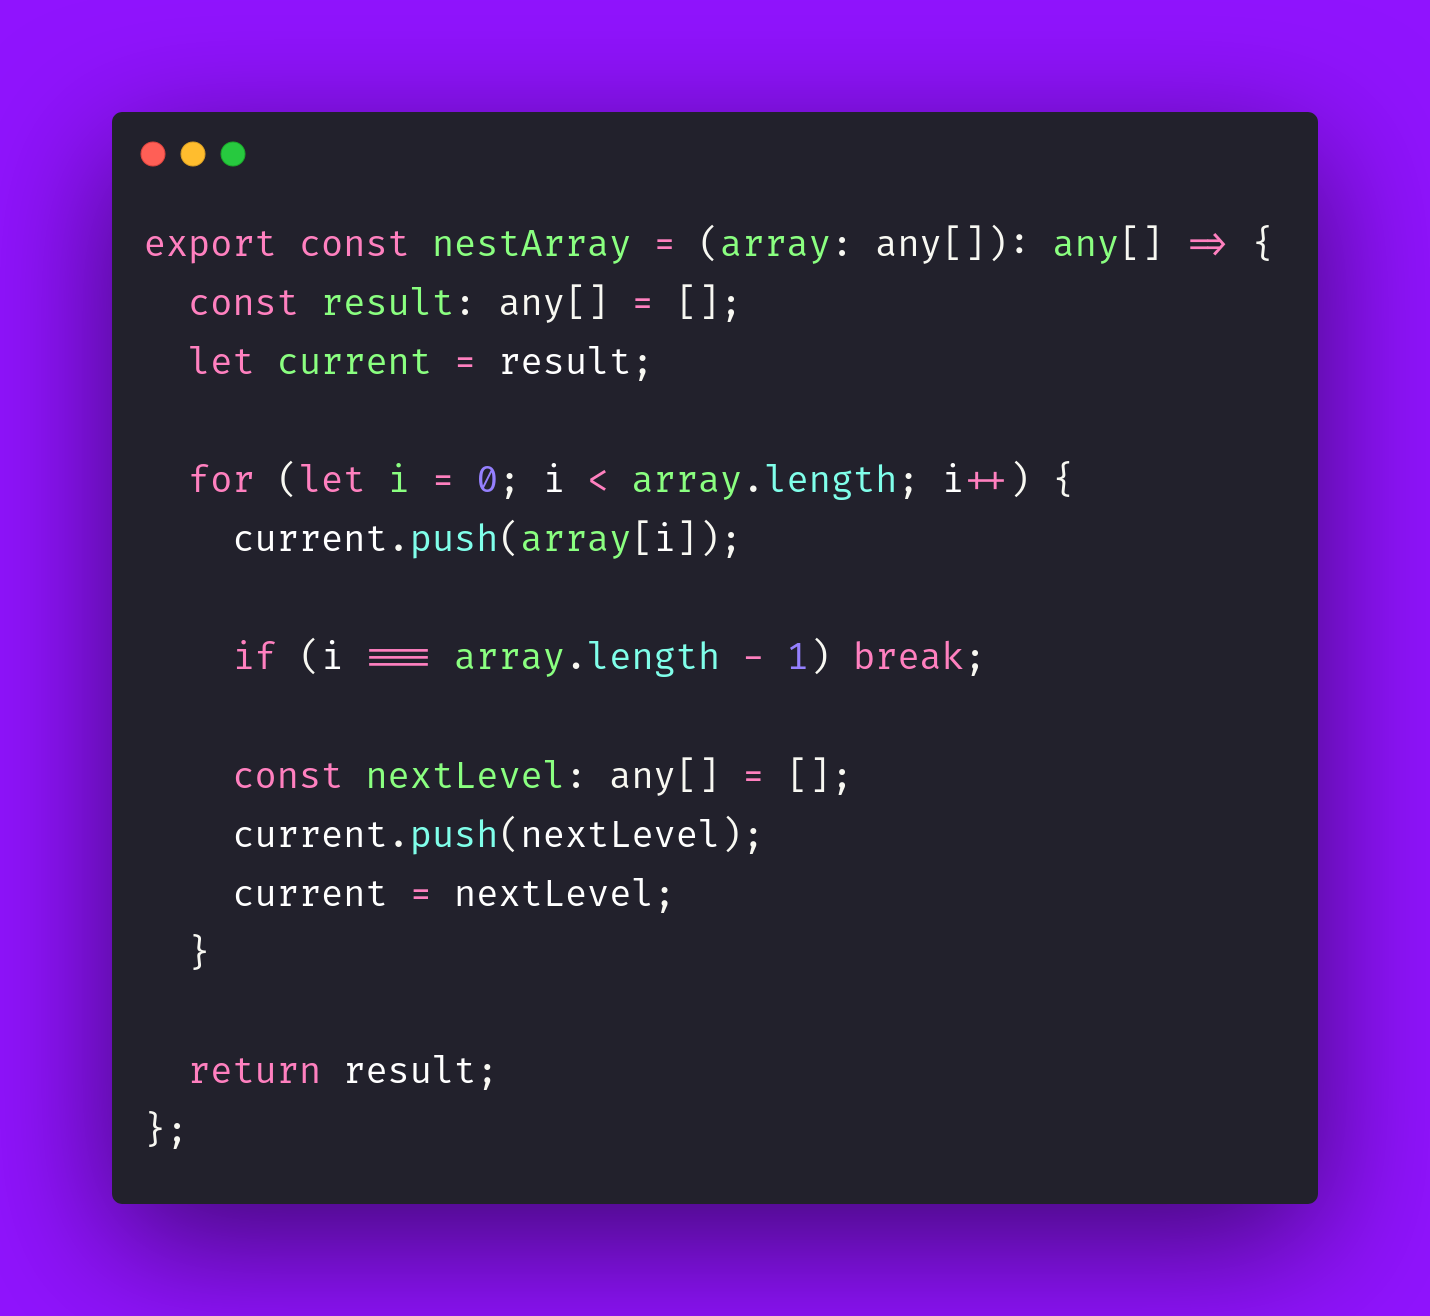 export const nestArray = (array: any[]): any[] => {
  const result: any[] = [];
  let current = result;

  for (let i = 0; i < array.length; i++) {
    current.push(array[i]);

    if (i === array.length - 1) break;

    const nextLevel: any[] = [];
    current.push(nextLevel);
    current = nextLevel;
  }

  return result;
};